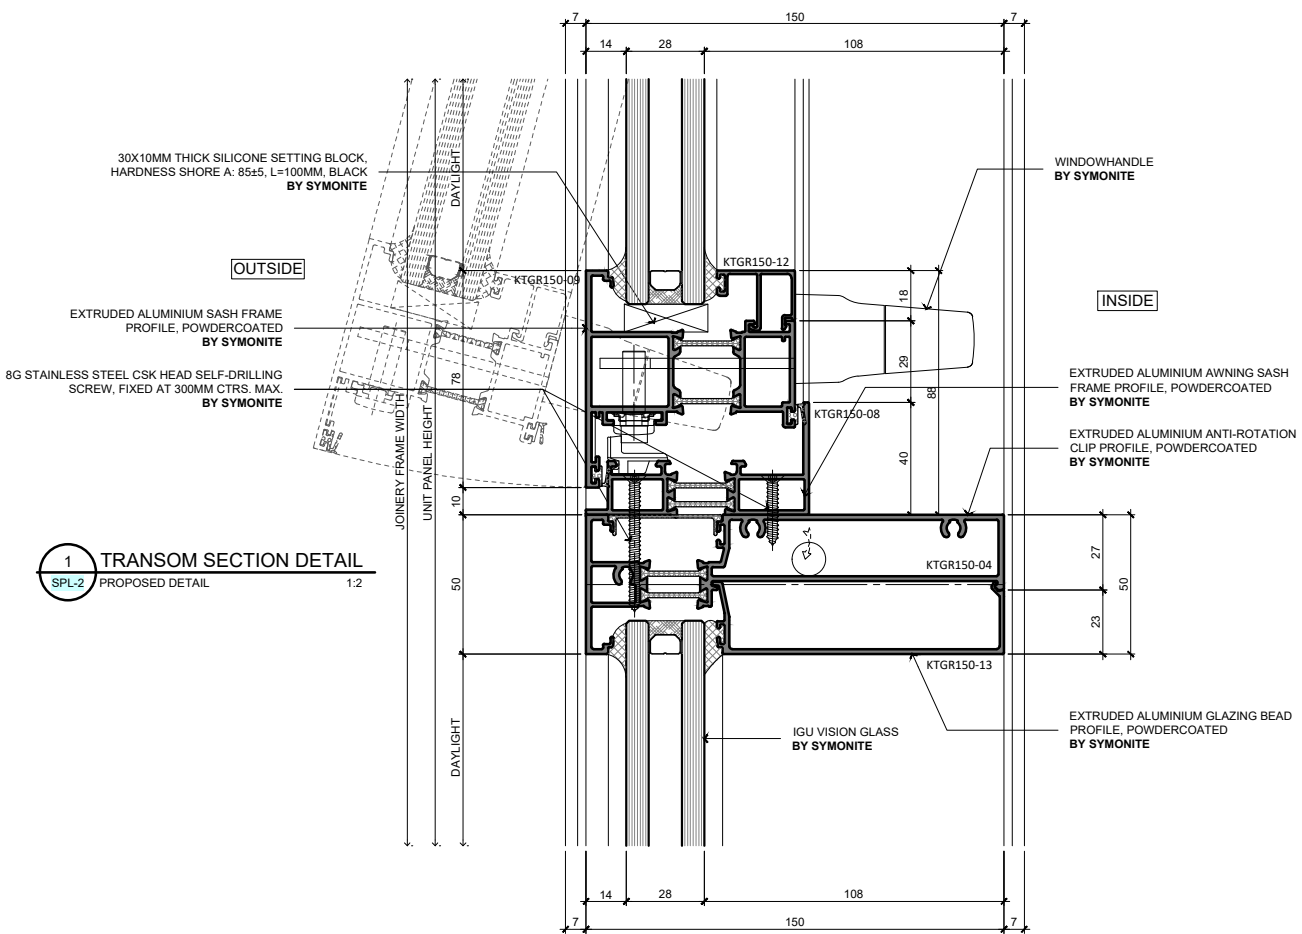 7
150
7
14
28
108
30X10MM THICK SILICONE SETTING BLOCK,
HARDNESS SHORE A: 85±5, L=100MM, BLACK
BY SYMONITE
DAYLIGHT
WINDOWHANDLE
BY SYMONITE
OUTSIDE
KTGR150-09
KTGR150-12
18
INSIDE
EXTRUDED ALUMINIUM SASH FRAME
PROFILE, POWDERCOATED
BY SYMONITE
29
88
8G STAINLESS STEEL CSK HEAD SELF-DRILLING
SCREW, FIXED AT 300MM CTRS. MAX.
BY SYMONITE
78
EXTRUDED ALUMINIUM AWNING SASH
FRAME PROFILE, POWDERCOATED
BY SYMONITE
KTGR150-08
JOINERY FRAME WIDTH
UNIT PANEL HEIGHT
40
EXTRUDED ALUMINIUM ANTI-ROTATION
CLIP PROFILE, POWDERCOATED
BY SYMONITE
10
1
TRANSOM SECTION DETAIL
SPL-2
PROPOSED DETAIL
1:2
50
KTGR150-04
27
50
23
KTGR150-13
DAYLIGHT
IGU VISION GLASS
BY SYMONITE
EXTRUDED ALUMINIUM GLAZING BEAD
PROFILE, POWDERCOATED
BY SYMONITE
14
28
108
7
150
7